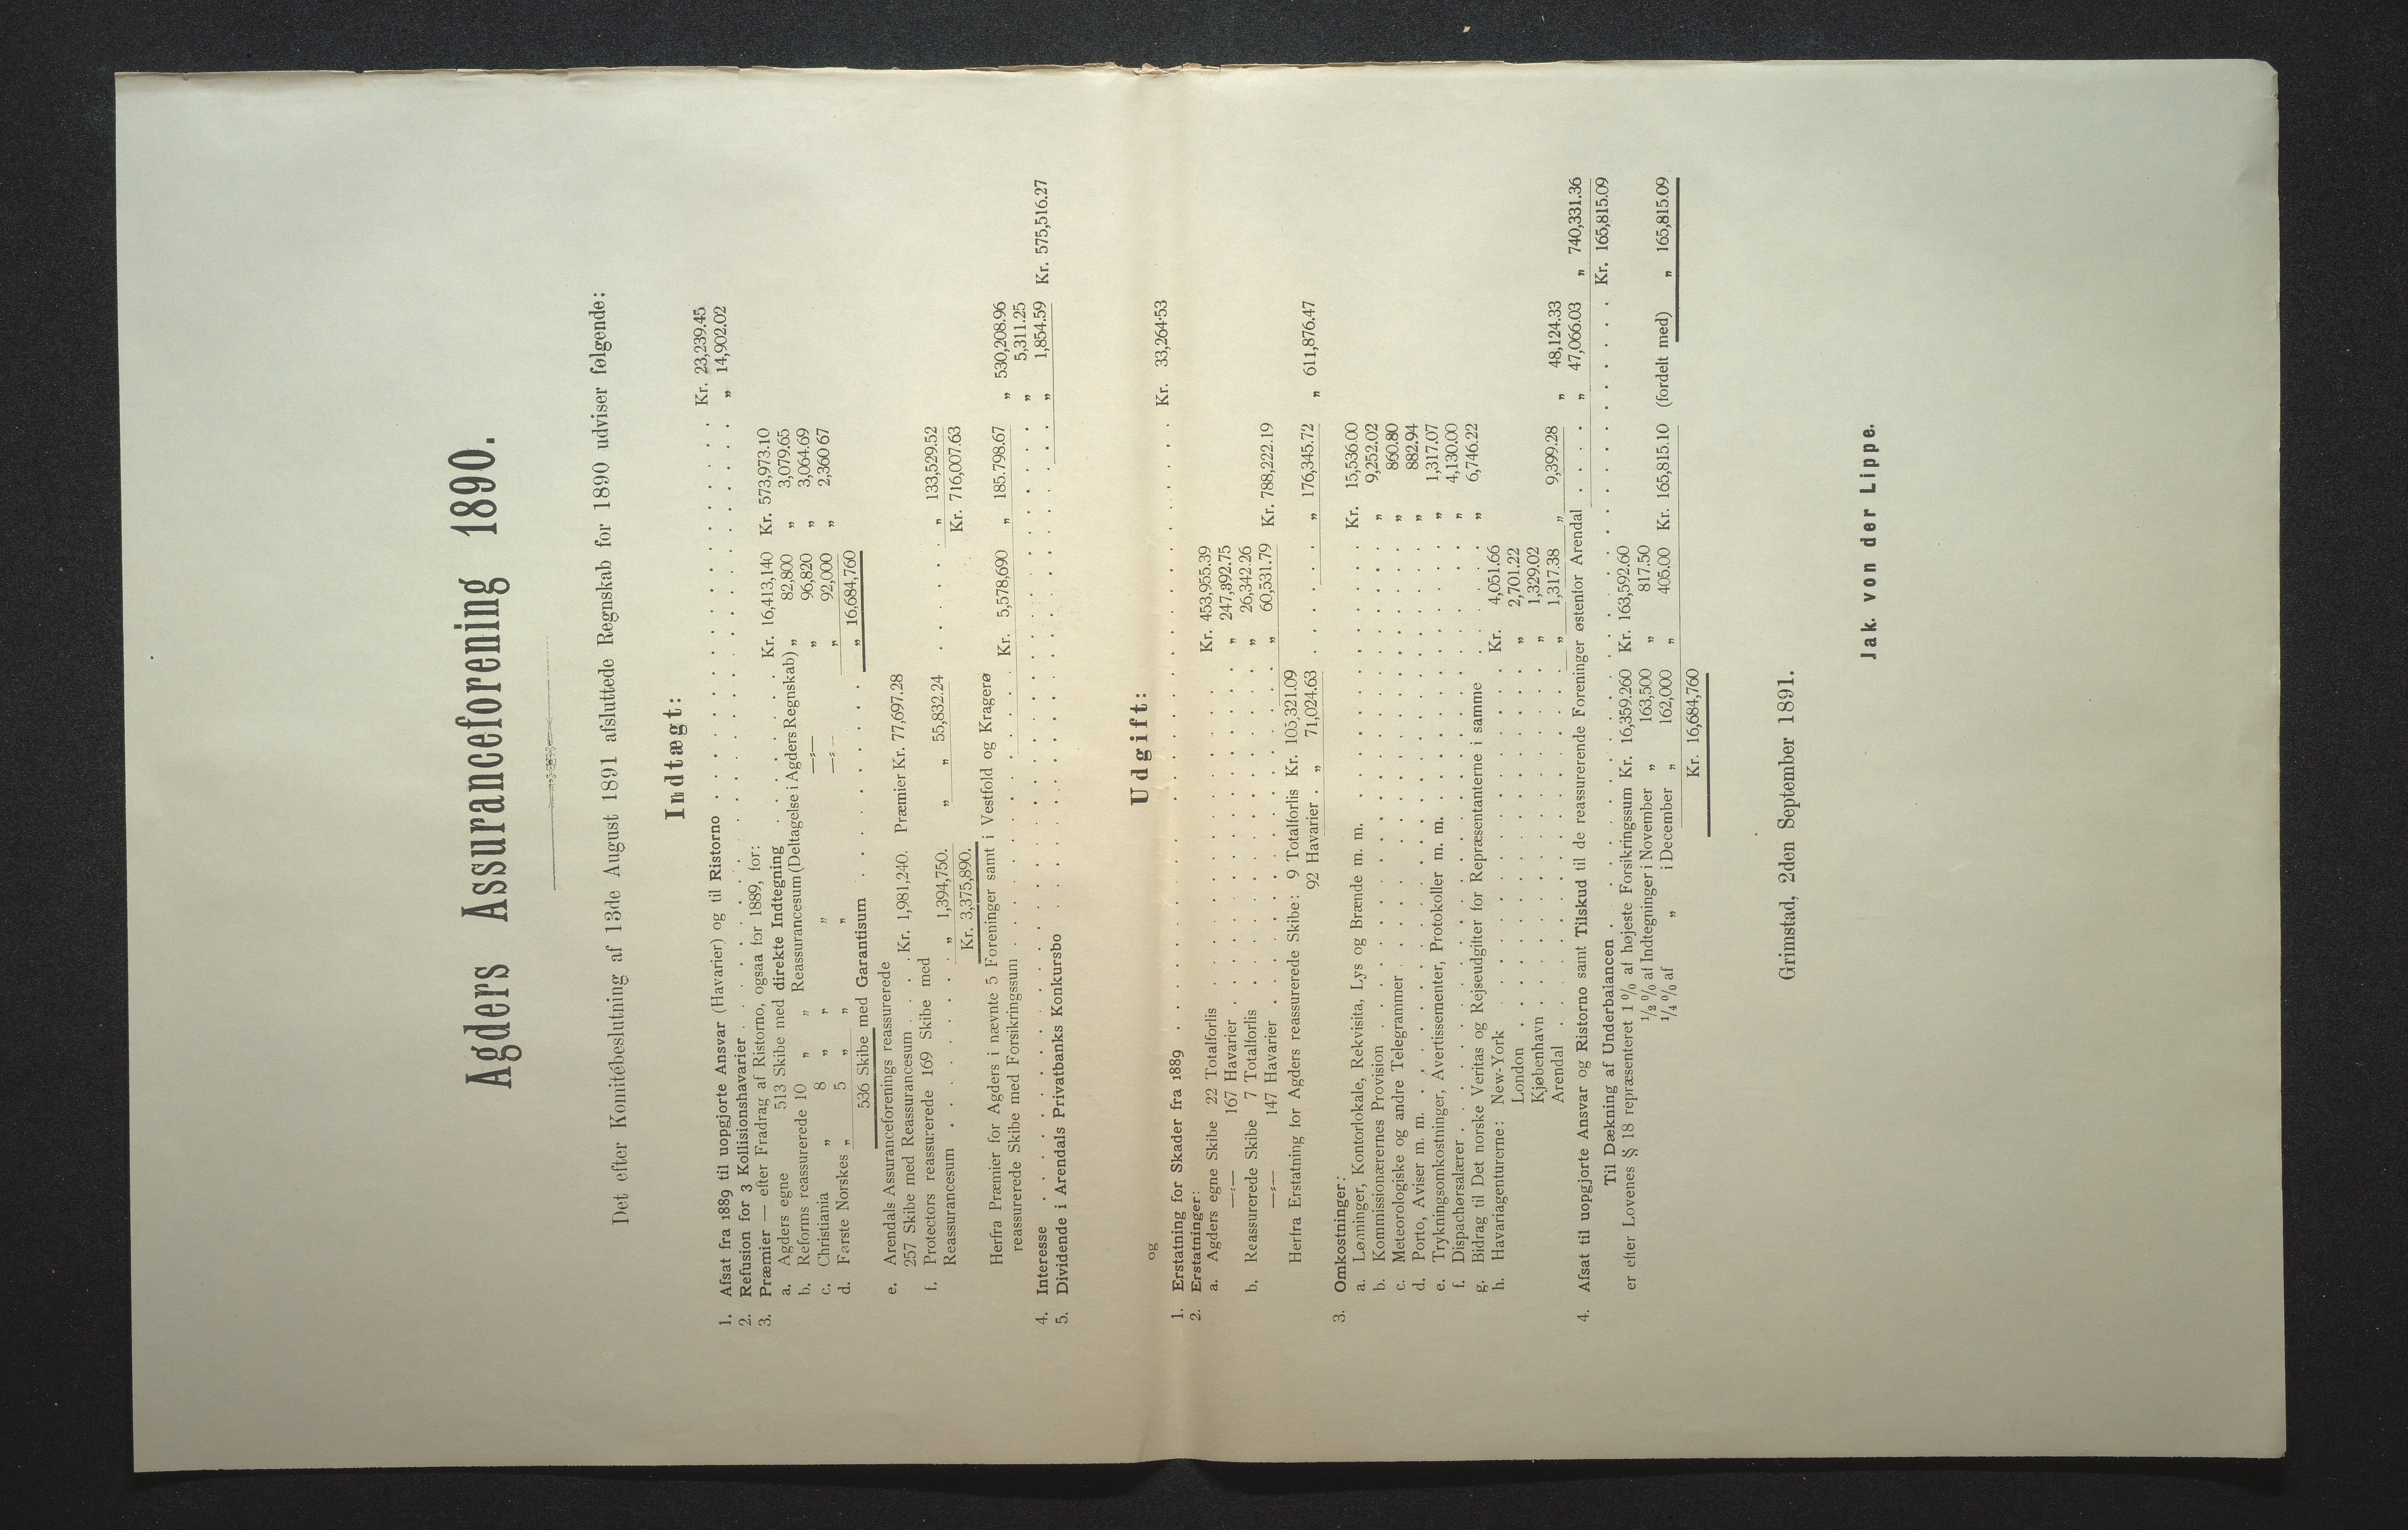 Agders Assuranceforening 1890.
Det efter Komitébeslutning af 13de August 1891 afsluttede Regnskab for 1890 udviser følgende:
Indtægt:
1. Afsat fra 1889 til uopgjorte Ansvar (Havarier) og til Ristorno . . . . . . . . . . Kr. 23,239.45
2. Refusion for 3 Kollisionshavarier . . . . . . . . . . „ 14,902.02
3. Præmier — efter Fradrag af Ristorno, ogsaa for 1889, for:
a. Agders egne 513 Skibe med direkte Indtegning . . . . . Kr. 16,413,140 Kr. 573,973.10
b. Reforms reassurerede 10 „ „ Reassurancesum (Deltagelse i Agders Regnskab) „ 82,800 „ 3,079.65
c. Christiania „ 8 „ „ „ —„— „ 96,820 „ 3,064.69
d. Første Norskes „ 5 „ „ „ —„— „ 92,000 „ 2,360 67
536 Skibe med Garantisum . . . . . . „ 16,684,760
e. Arendals Assuranceforenings reassurerede
257 Skibe med Reassurancesum . . . Kr. 1,981,240. Præmier Kr. 77,697.28
f. Protectors reassurerede 169 Skibe med
Reassurancesum . . . . . . „ 1,394,750. „ „ 55,832.24 . . . . . „ 133,529.52
Kr. 3,375,890. Kr. 716,007.63
Herfra Præmier for Agders i nævnte 5 Foreninger samt i Vestfold og Kragerø
reassurerede Skibe med Forsikringssum . . . . . . . . Kr. 5,578,690 „ 185.798.67 „ 530,208.96
4. Interesse . . . . . . . . . . „ 5,311.25
5. Dividende i Arendals Privatbanks Konkursbo . . . . . . . . . . „ 1,854.59 Kr. 575,516.27
og
Udgift:
1. Erstatning for Skader fra 1889 . . . . . . . . . . Kr. 33,264.53
2. Erstatninger:
a. Agders egne Skibe 22 Totalforlis . . . . . . . . Kr. 453,955.39
—„— 167 Havarier . . . . . . . . „ 247,392.75
b. Reassurerede Skibe 7 Totalforlis . . . . . . . . „ 26,342.26
—„— 147 Havarier . . . . . . . . „ 60,531.79 Kr. 788,222.19
Herfra Erstatning for Agders reassurerede Skibe: 9 Totalforlis Kr. 105,321.09
92 Havarier . „ 71,024.63 . . . . . „ 176,345.72 „ 611,876.47
3. Omkostninger:
a. Lønninger, Kontorlokale, Rekvisita, Lys og Brænde m. m. . . . . . . . . Kr. 15,536.00
b. Kommissionærernes Provision . . . . . . . . „ 9,252.02
c. Meteorologiske og andre Telegrammer . . . . . . . . „ 860.80
d. Porto, Aviser m. m. . . . . . . . . „ 882.94
e. Trykningsomkostninger, Avertissementer, Protokoller m. m. . . . . . . . . „ 1,317.07
f. Dispachørsalærer . . . . . . . . „ 4,130.00
g. Bidrag til Det norske Veritas og Rejseudgifter for Repræsentanterne i samme . . . . . „ 6,746.22
h. Havariagenturerne: New-York . . . . . . . . Kr. 4,051.66
London . . . . . . . . „ 2,701.22
Kjøbenhavn . . . . . . . . „ 1,329.02
Arendal . . . . . . . . „ 1,317.38 „ 9,399.28 „ 48,124.33
4. Afsat til uopgjorte Ansvar og Ristorno samt Tilskud til de reassurerende Foreninger østenfor Arendal . . . . „ 47,066.03 „ 740,331.36
Til Dækning af Underbalancen . . . . . . . . . . Kr. 165,815.09
er efter Lovenes § 18 repræsenteret 1 % af højeste Forsikringssum Kr. 16,359.260 Kr. 163,592.60
1/2 % af Indtegninger i November „ 163,500 „ 817.50
1/4 % af „ i December „ 162,000 „ 405.00 Kr. 165,815.10 (fordelt med) „ 165,815.09
Kr. 16,684,760
Grimstad, 2den September 1891.
Jak. von der Lippe.